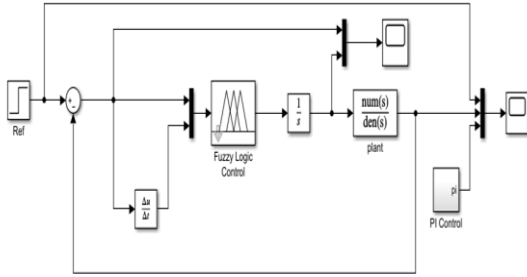 Ref
+
-
Δu
Δt
Fuzzy Logic
Control
1
s
num(s)
den(s)
plant
pi
PI Control